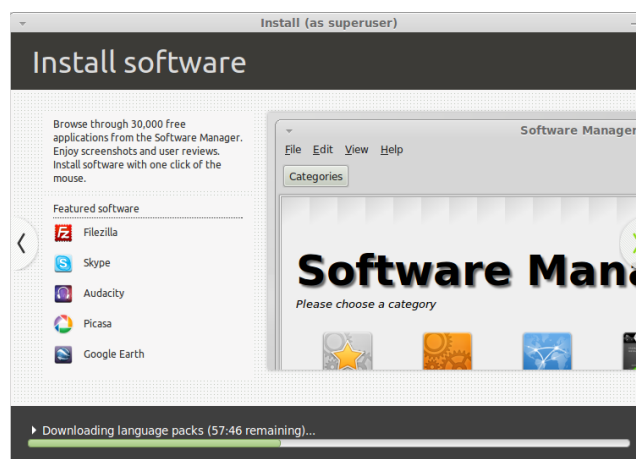 Install (as superuser)
Install software
Browse through 30,000 free
applications from the Software Manager.
Enjoy screenshots and user reviews.
Install software with one click of the
mouse.
Featured software
Filezilla
Skype
Audacity
Picasa
Google Earth
Software Manager
File Edit View Help
Categories
Software Mana
Please choose a category
Downloading language packs (57:46 remaining)...